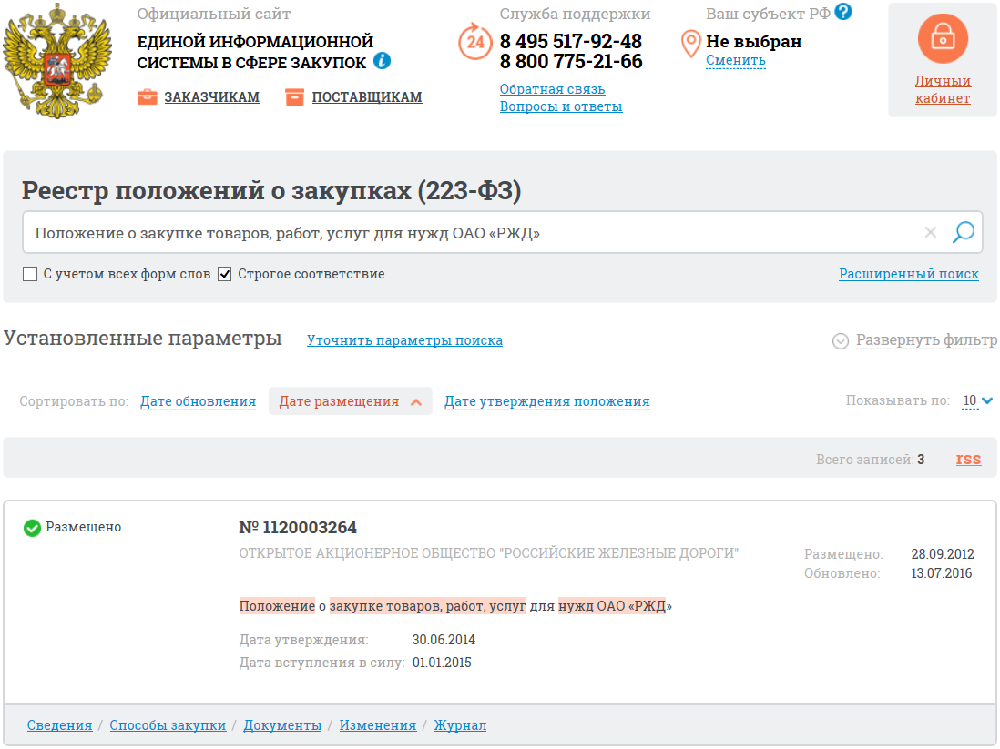 Официальный сайт
ЕДИНОЙ ИНФОРМАЦИОННОЙ
СИСТЕМЫ В СФЕРЕ ЗАКУПОК i
ЗАКАЗЧИКАМ ПОСТАВЩИКАМ
24
Служба поддержки
8 495 517-92-48
8 800 775-21-66
Обратная связь
Вопросы и ответы
Ваш субъект РФ ?
Не выбран
Сменить
Личный
кабинет
Реестр положений о закупках (223-ФЗ)
Положение о закупке товаров, работ, услуг для нужд ОАО «РЖД»
С учетом всех форм слов Строгое соответствие Расширенный поиск
Установленные параметры Уточнить параметры поиска Развернуть фильтр
Сортировать по: Дате обновления Дате размещения Дате утверждения положения Показывать по: 10
Всего записей: 3 rss
Размещено № 1120003264
ОТКРЫТОЕ АКЦИОНЕРНОЕ ОБЩЕСТВО "РОССИЙСКИЕ ЖЕЛЕЗНЫЕ ДОРОГИ" Размещено: 28.09.2012
Обновлено: 13.07.2016
Положение о закупке товаров, работ, услуг для нужд ОАО «РЖД»
Дата утверждения: 30.06.2014
Дата вступления в силу: 01.01.2015
Сведения / Способы закупки / Документы / Изменения / Журнал